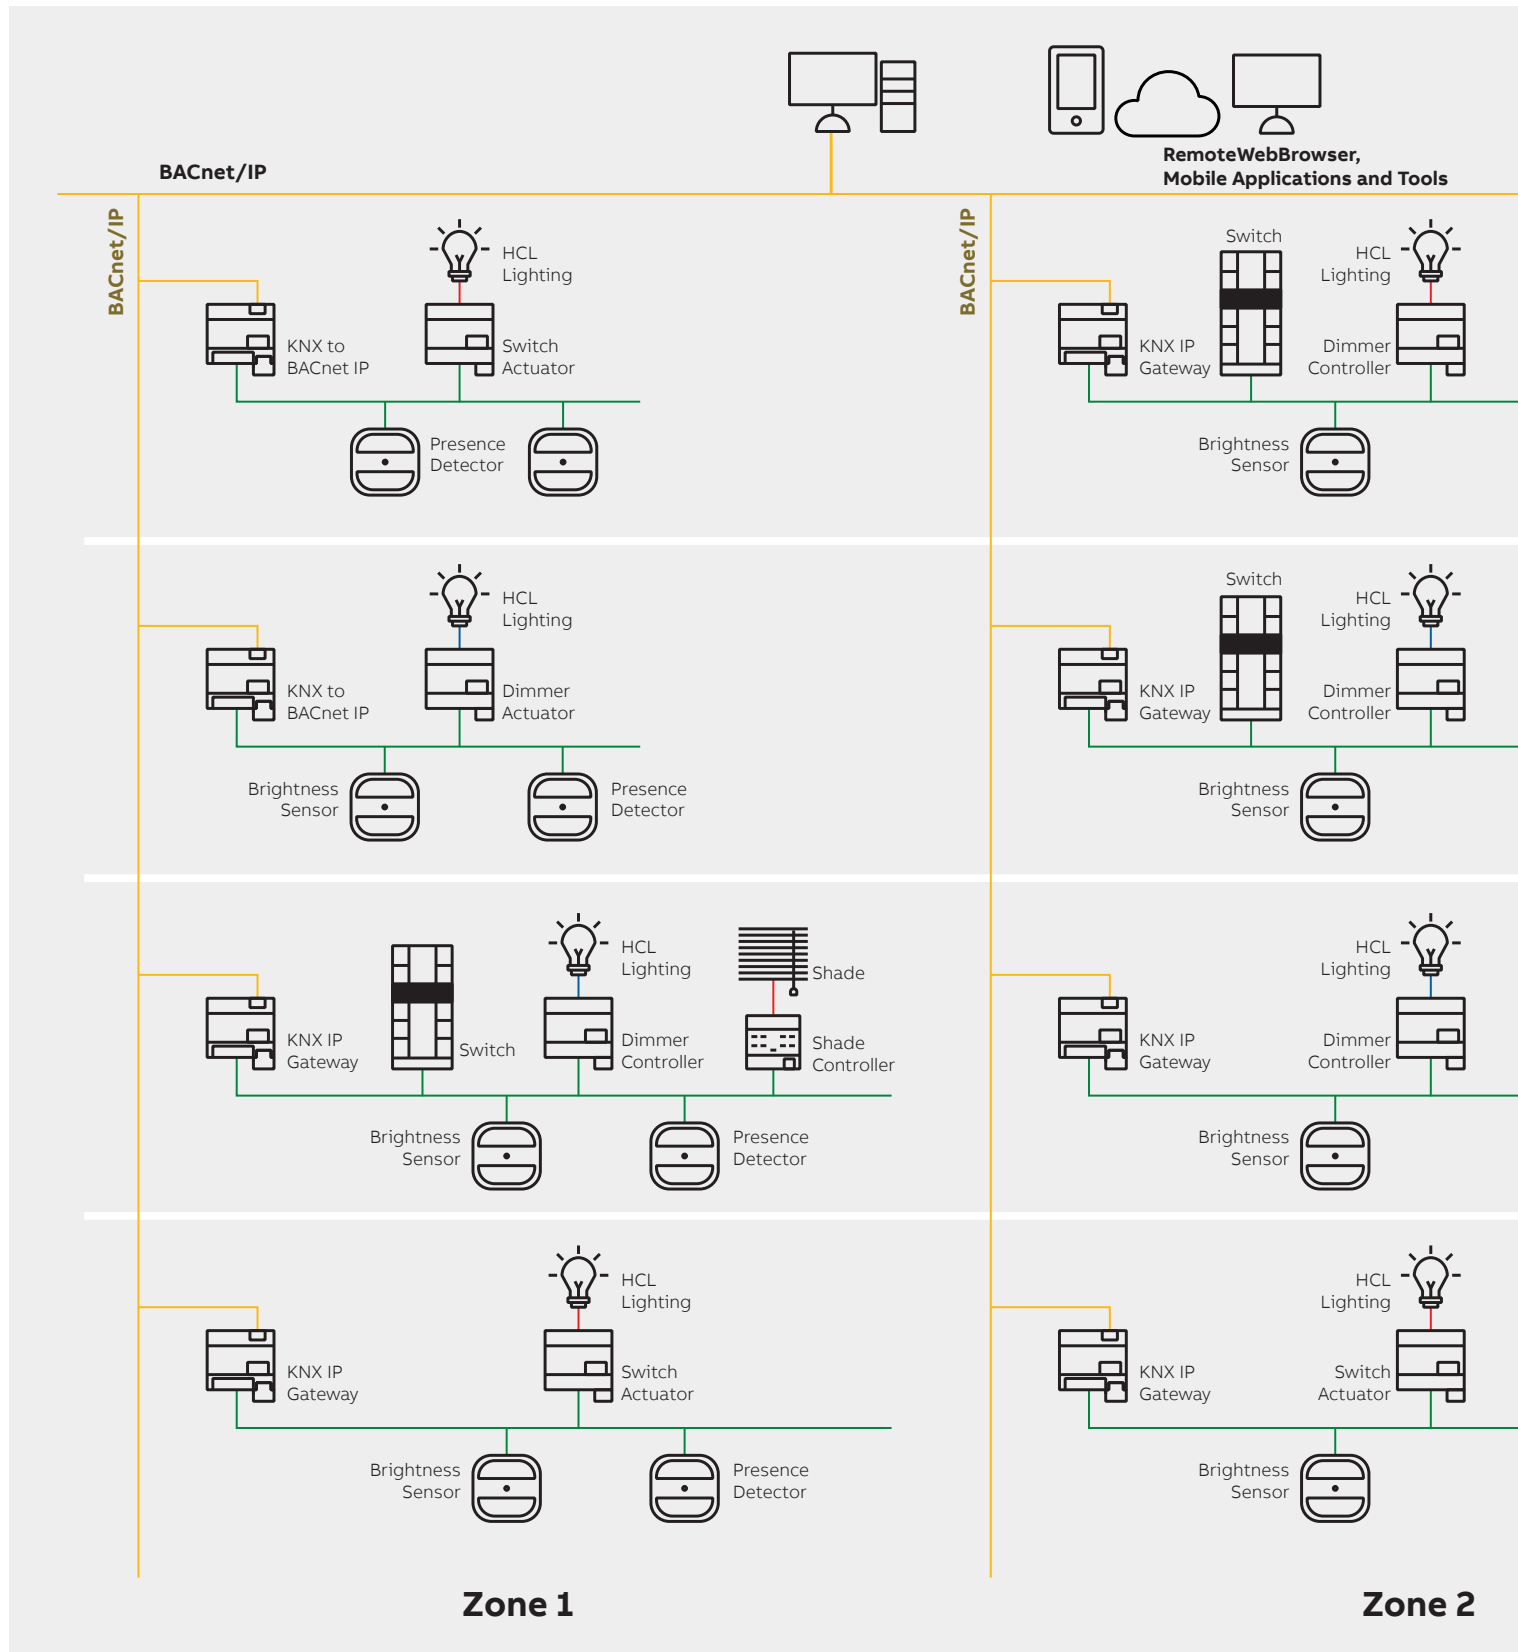 RemoteWebBrowser,
Mobile Applications and Tools
BACnet/IP
BACnet/IP
HCL
Lighting
KNX to
BACnet IP
Switch
Actuator
Presence
Detector
BACnet/IP
Switch
HCL
Lighting
KNX IP
Gateway
Dimmer
Controller
Brightness
Sensor
HCL
Lighting
KNX to
BACnet IP
Dimmer
Actuator
Brightness
Sensor
Presence
Detector
Switch
HCL
Lighting
KNX IP
Gateway
Dimmer
Controller
Brightness
Sensor
HCL
Lighting
Shade
KNX IP
Gateway
Switch
Dimmer
Controller
Shade
Controller
Brightness
Sensor
Presence
Detector
HCL
Lighting
KNX IP
Gateway
Dimmer
Controller
Brightness
Sensor
HCL
Lighting
KNX IP
Gateway
Switch
Actuator
Brightness
Sensor
Presence
Detector
HCL
Lighting
KNX IP
Gateway
Switch
Actuator
Brightness
Sensor
Zone 1
Zone 2